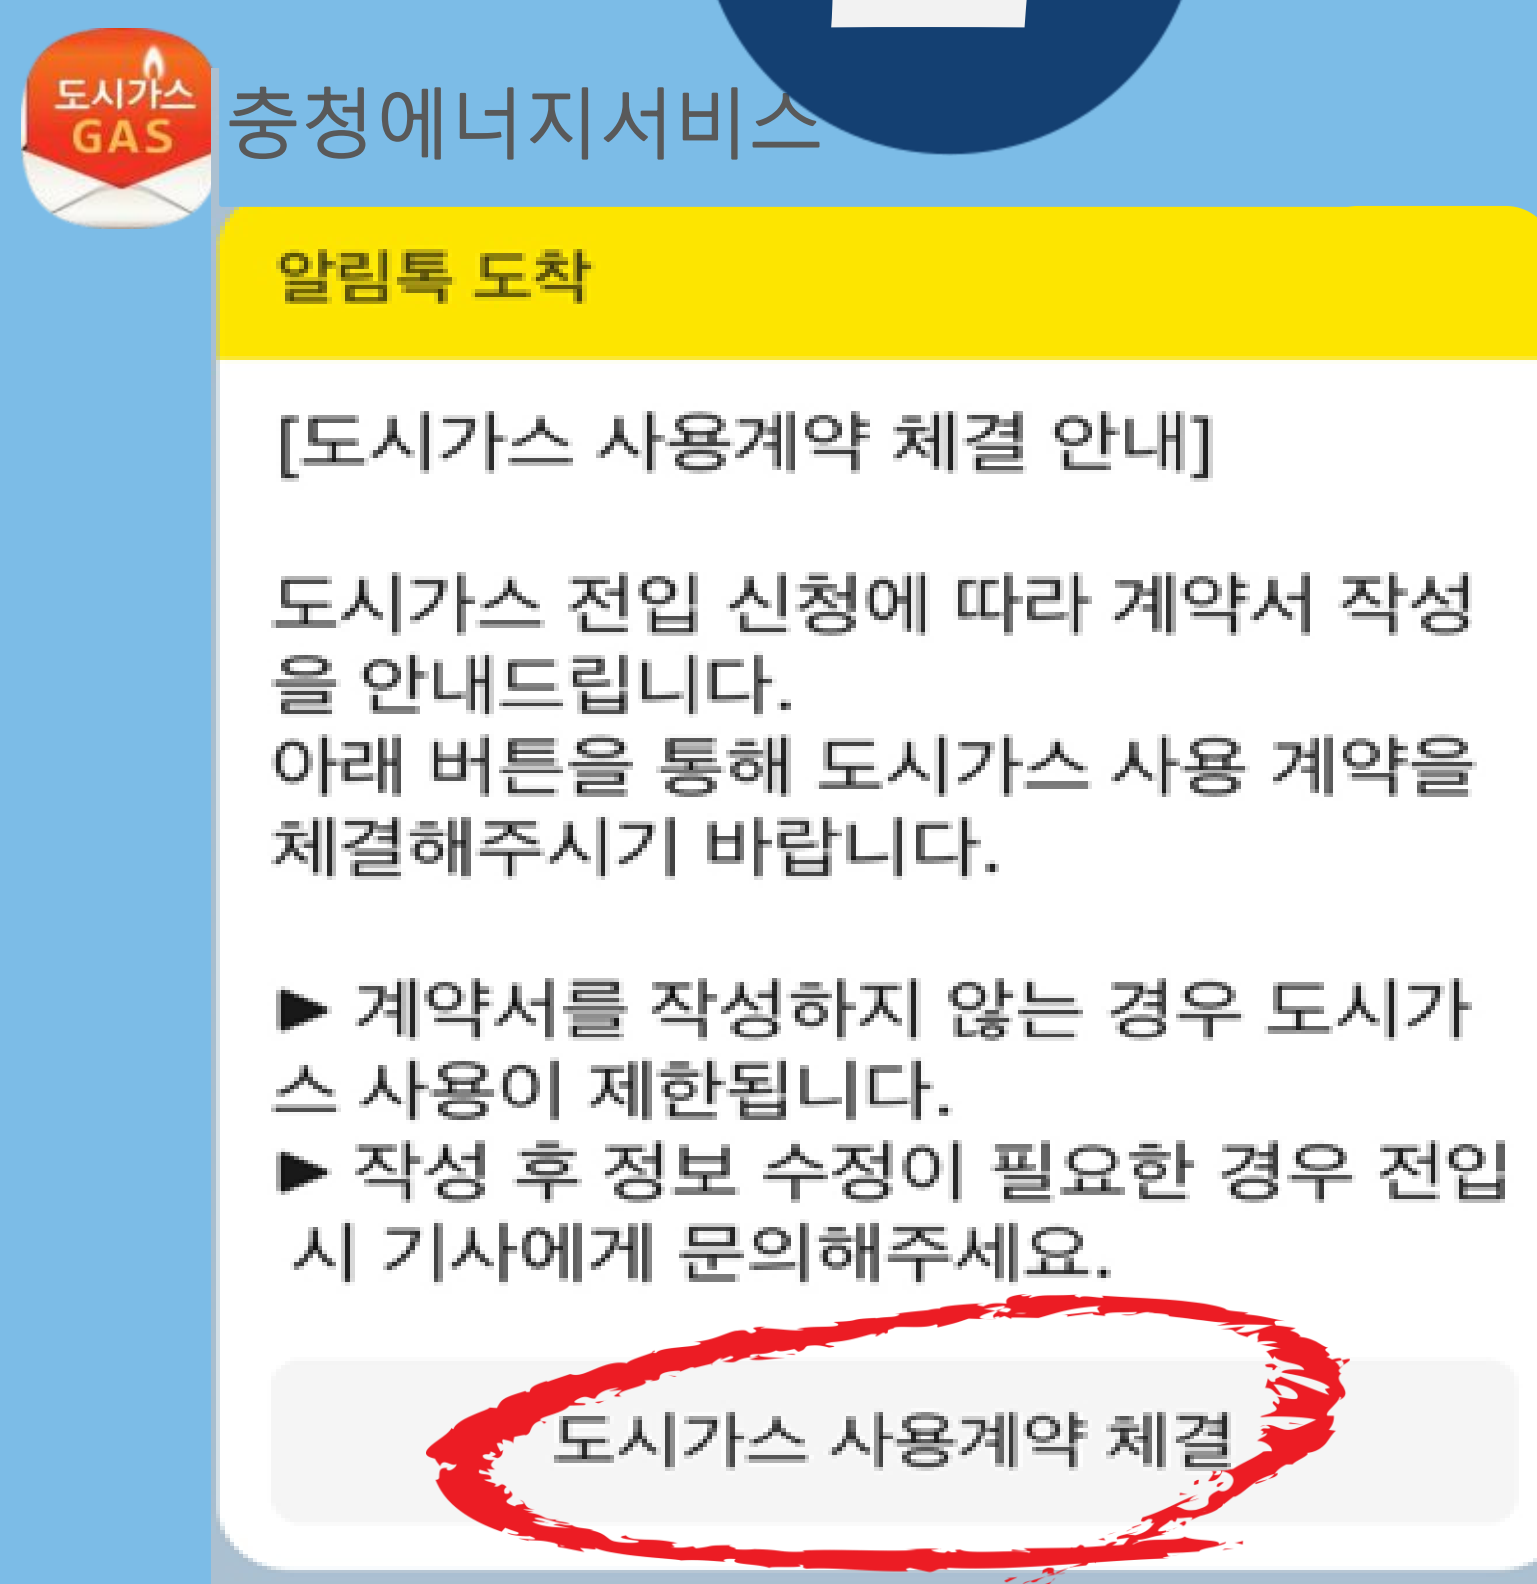 도시가스
GAS
충청에너지서비스
알림톡 도착
[도시가스 사용계약 체결 안내]
도시가스 전입 신청에 따라 계약서 작성
을 안내드립니다.
아래 버튼을 통해 도시가스 사용 계약을
체결해주시기 바랍니다.
▶ 계약서를 작성하지 않는 경우 도시가
스 사용이 제한됩니다.
▶ 작성 후 정보 수정이 필요한 경우 전입
시 기사에게 문의해주세요.
도시가스 사용계약 체결